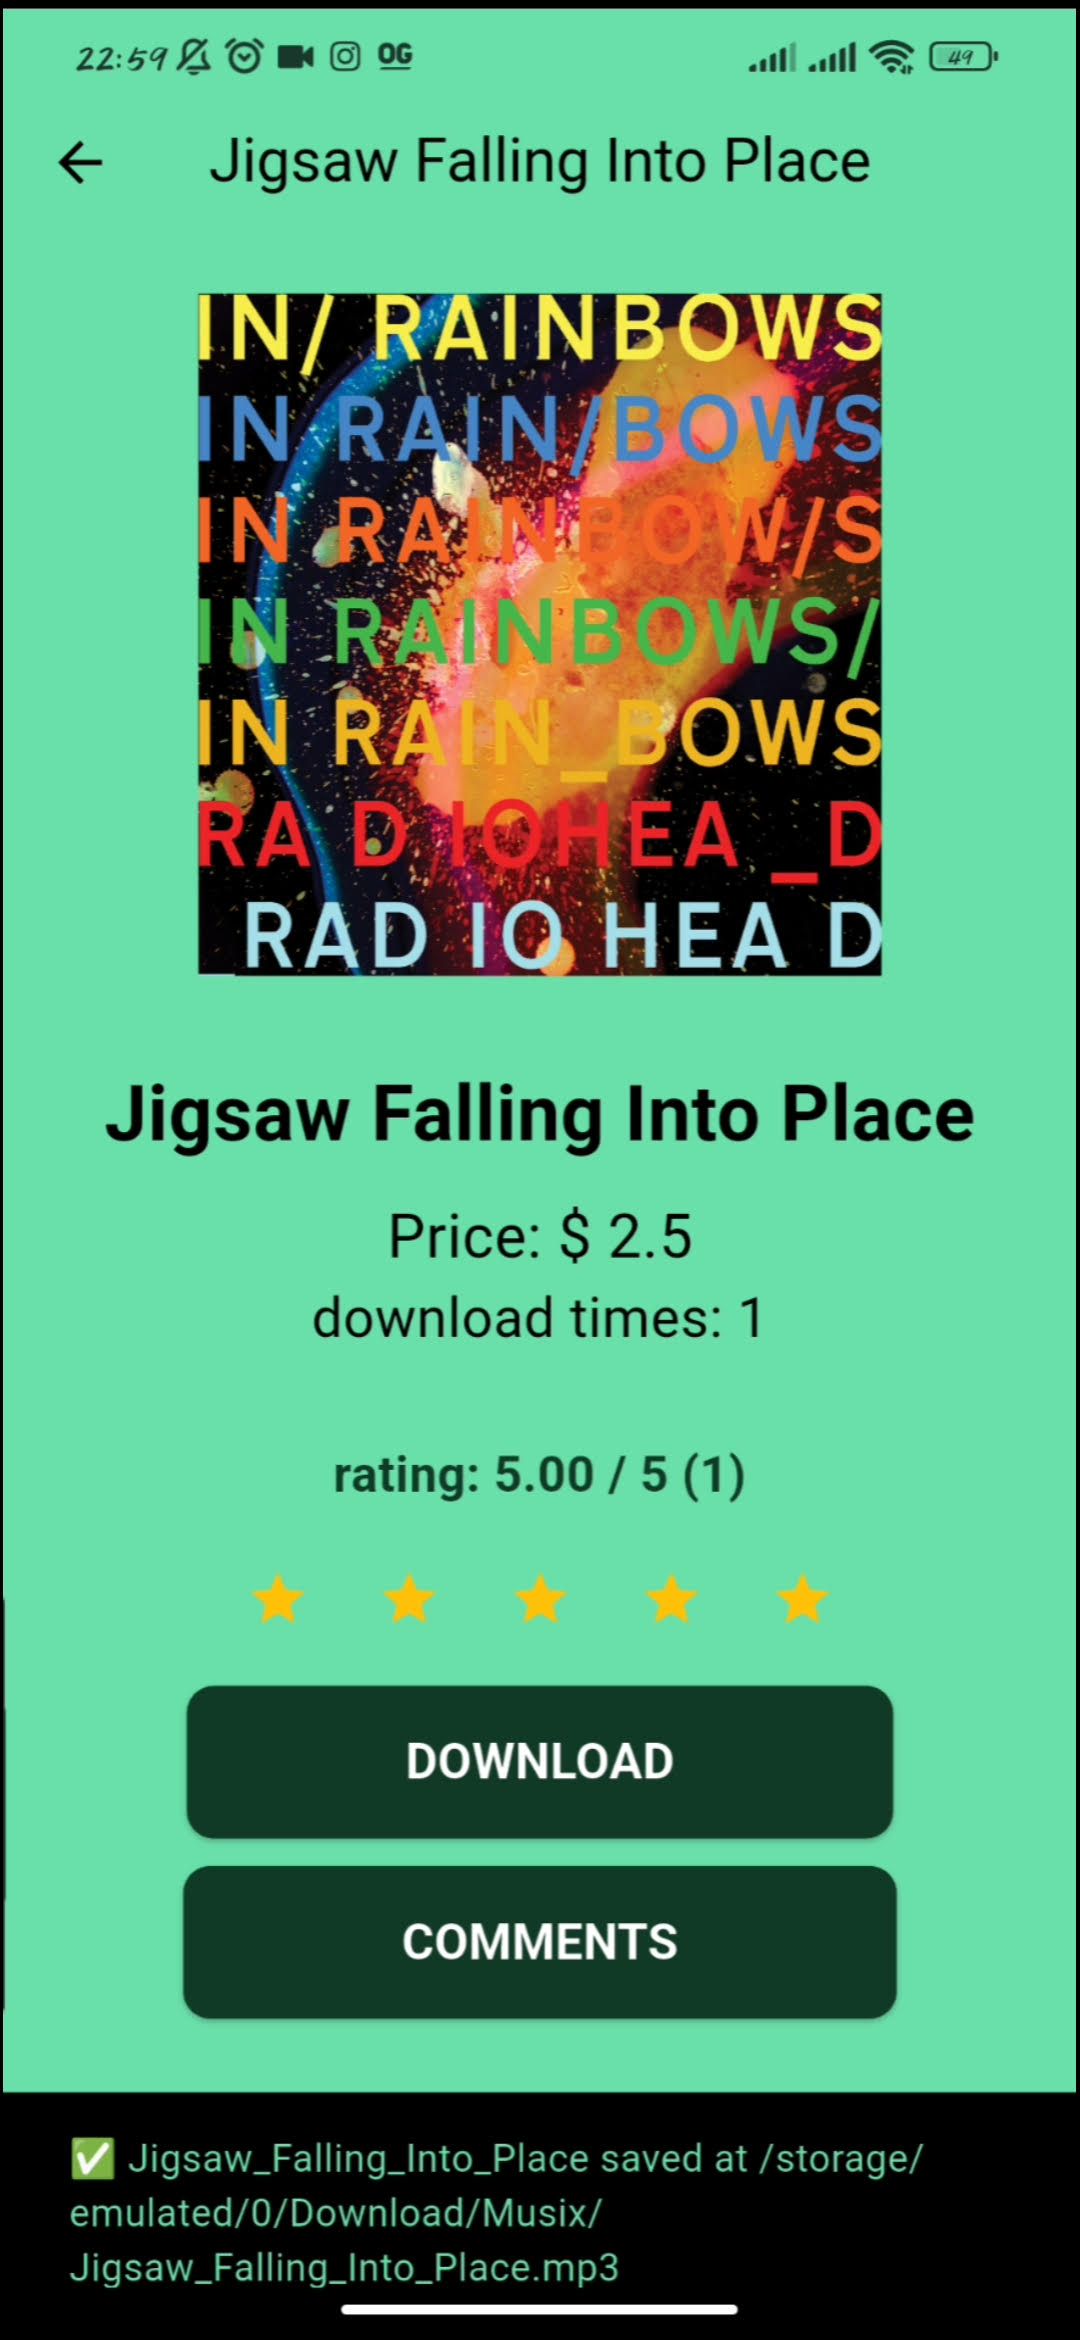 22:59 OG 49
Jigsaw Falling Into Place
IN/ RAINBOWS
IN RAIN/BOWS
IN RAINBOW/S
IN RAINBOWS/
IN RAIN_BOWS
RA D IOHEA _D
_RAD IO HEA D
Jigsaw Falling Into Place
Price: $ 2.5
download times: 1
rating: 5.00 / 5 (1)
DOWNLOAD
COMMENTS
✅ Jigsaw_Falling_Into_Place saved at /storage/
emulated/0/Download/Musix/
Jigsaw_Falling_Into_Place.mp3